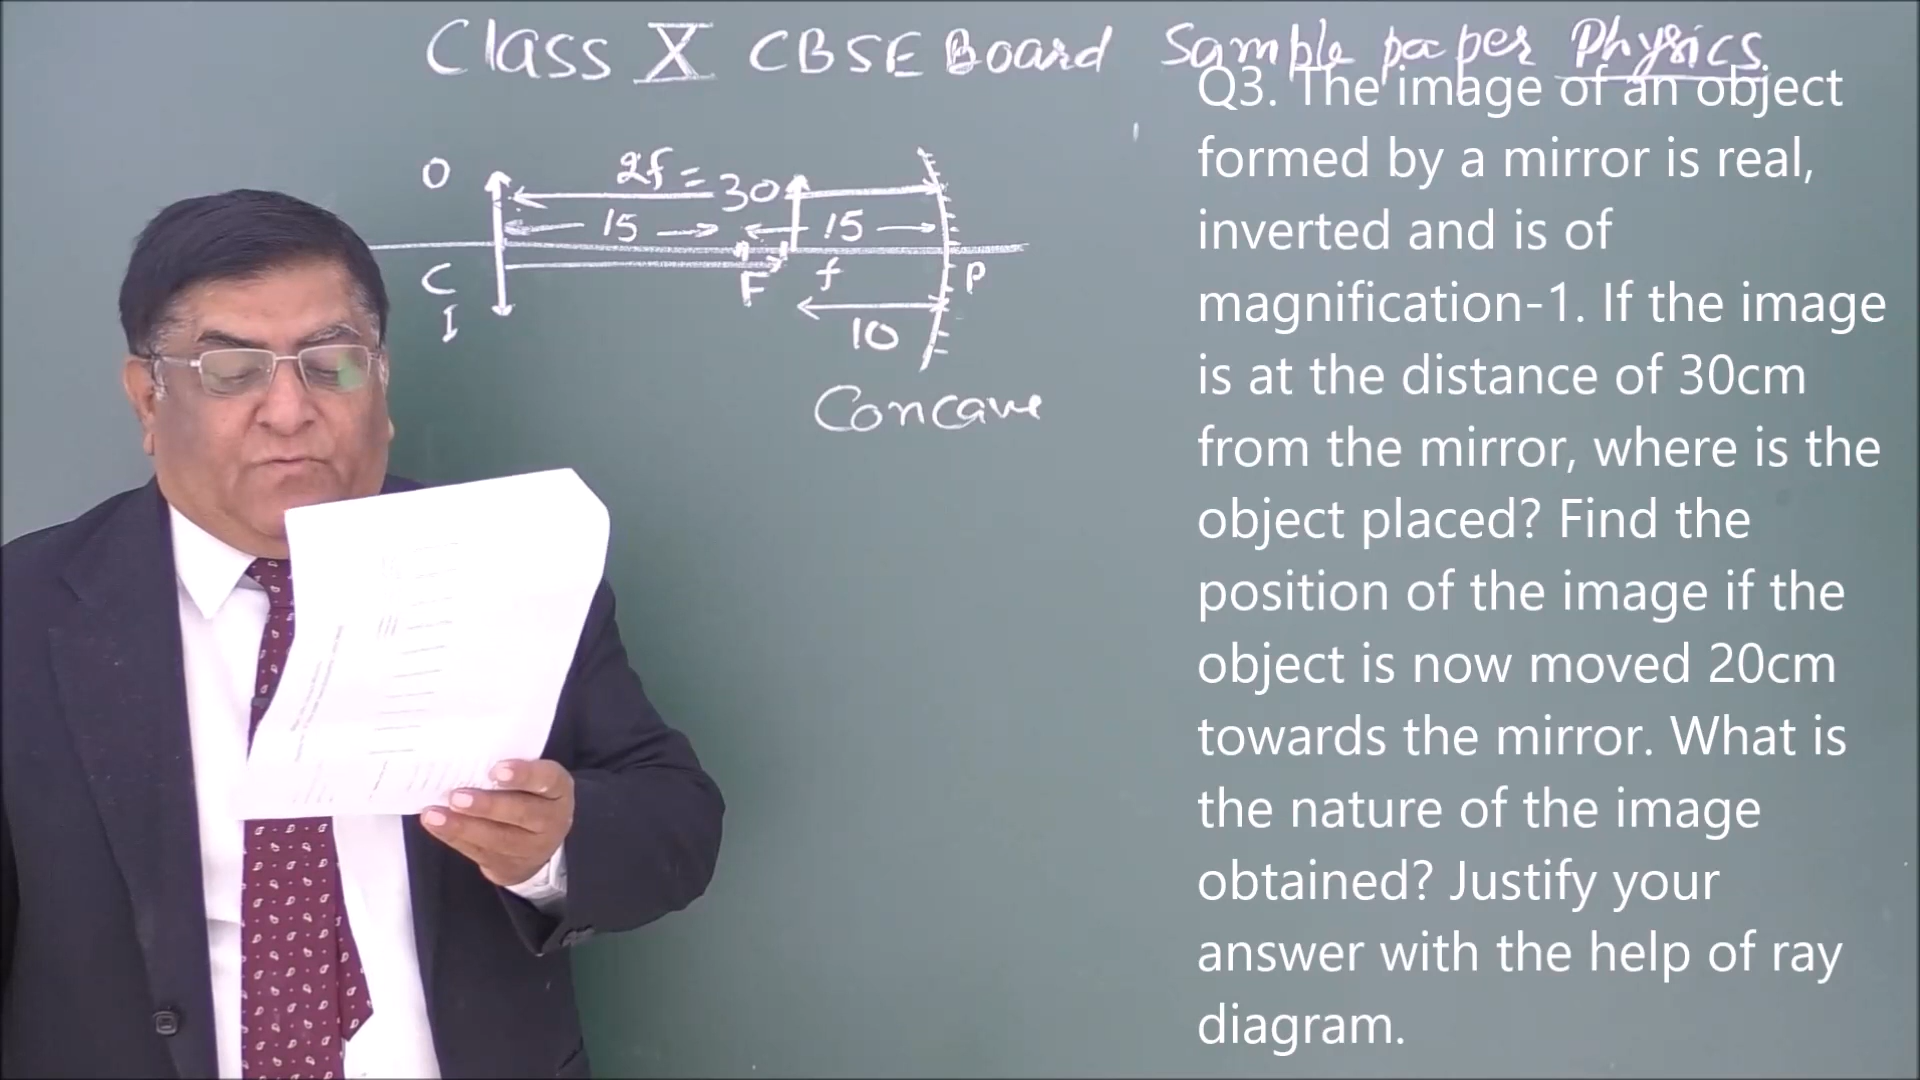 Class X CBSE Board Sample paper Physics
Q3. The image of an object
formed by a mirror is real,
inverted and is of
magnification-1. If the image
is at the distance of 30cm
from the mirror, where is the
object placed? Find the
position of the image if the
object is now moved 20cm
towards the mirror. What is
the nature of the image
obtained? Justify your
answer with the help of ray
diagram.
O 2f = 30
15 15
C F f P
I 10
Concave